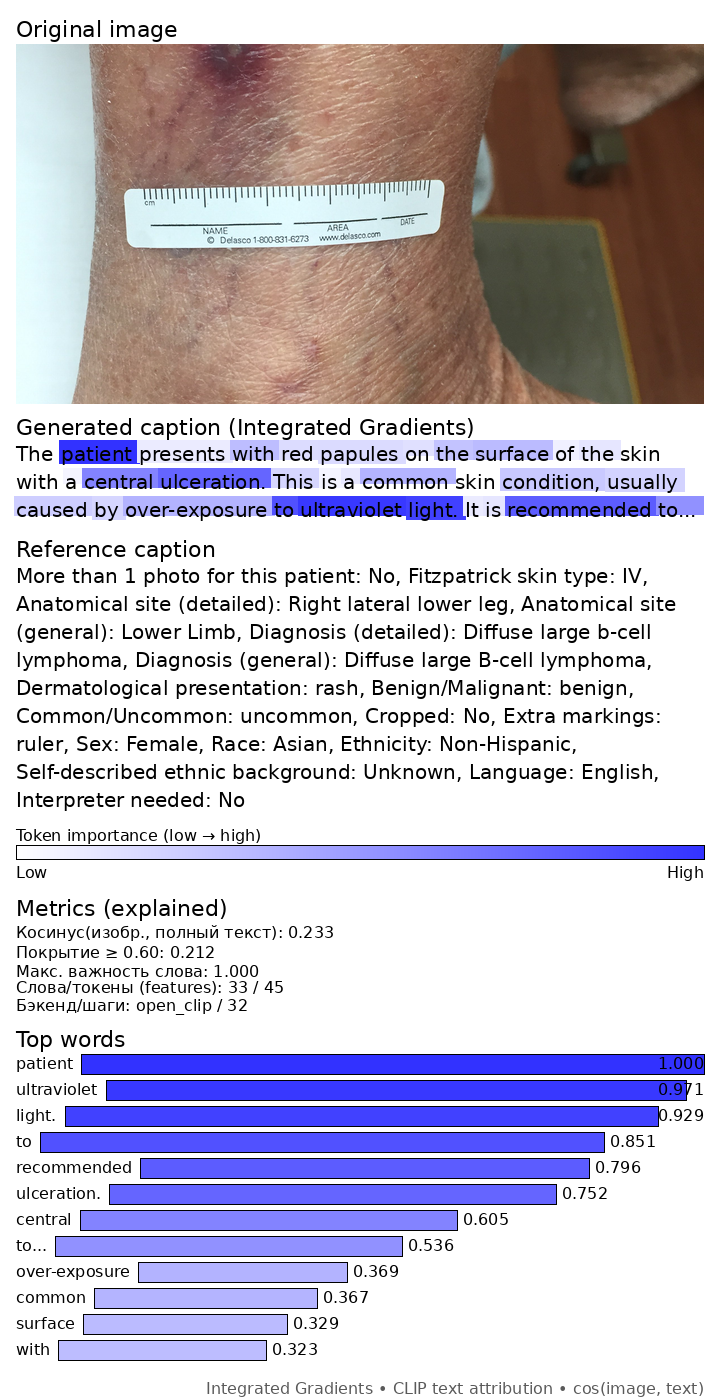 Original image
cm
NAME
AREA
DATE
© Delasco 1-800-831-6273 www.delasco.com
Generated caption (Integrated Gradients)
The patient presents with red papules on the surface of the skin
with a central ulceration. This is a common skin condition, usually
caused by over-exposure to ultraviolet light. It is recommended to...
Reference caption
More than 1 photo for this patient: No, Fitzpatrick skin type: IV,
Anatomical site (detailed): Right lateral lower leg, Anatomical site
(general): Lower Limb, Diagnosis (detailed): Diffuse large b-cell
lymphoma, Diagnosis (general): Diffuse large B-cell lymphoma,
Dermatological presentation: rash, Benign/Malignant: benign,
Common/Uncommon: uncommon, Cropped: No, Extra markings:
ruler, Sex: Female, Race: Asian, Ethnicity: Non-Hispanic,
Self-described ethnic background: Unknown, Language: English,
Interpreter needed: No
Token importance (low → high)
Low High
Metrics (explained)
Косинус(изобр., полный текст): 0.233
Покрытие ≥ 0.60: 0.212
Макс. важность слова: 1.000
Слова/токены (features): 33 / 45
Бэкенд/шаги: open_clip / 32
Top words
patient 1.000
ultraviolet 0.971
light. 0.929
to 0.851
recommended 0.796
ulceration. 0.752
central 0.605
to... 0.536
over-exposure 0.369
common 0.367
surface 0.329
with 0.323
Integrated Gradients • CLIP text attribution • cos(image, text)